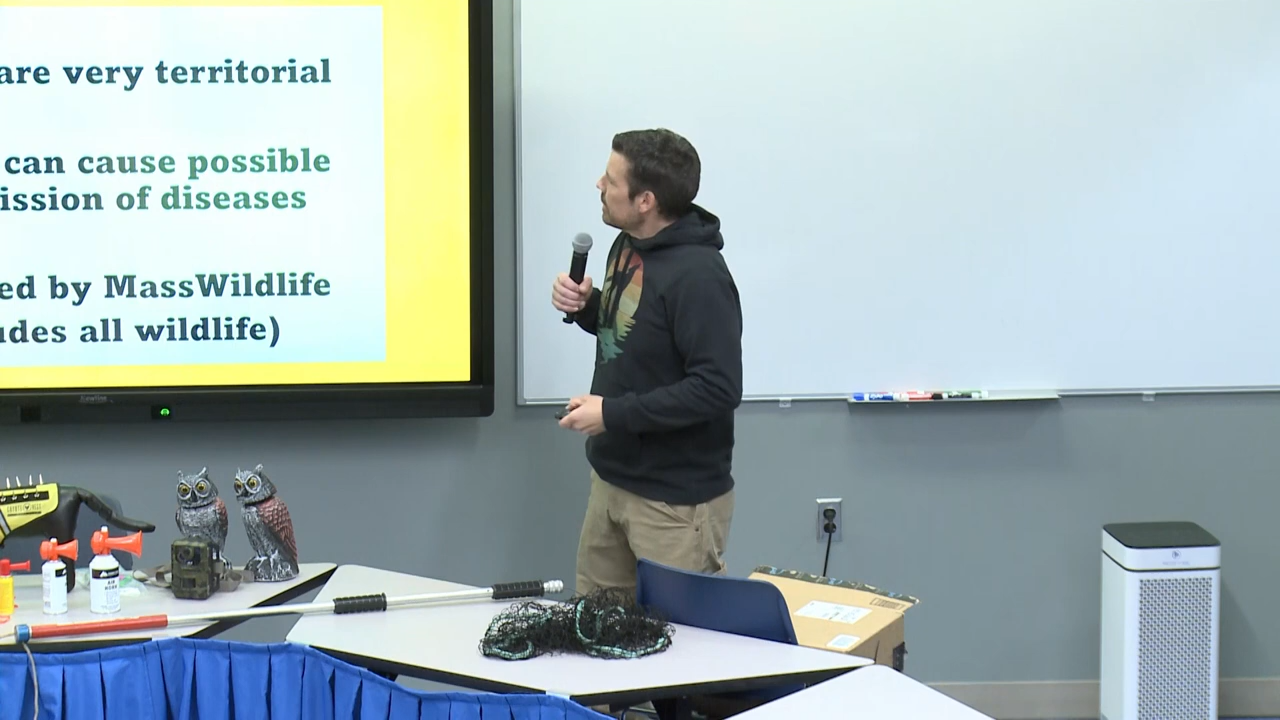 are very territorial
can cause possible
ission of diseases
ed by MassWildlife
udes all wildlife)